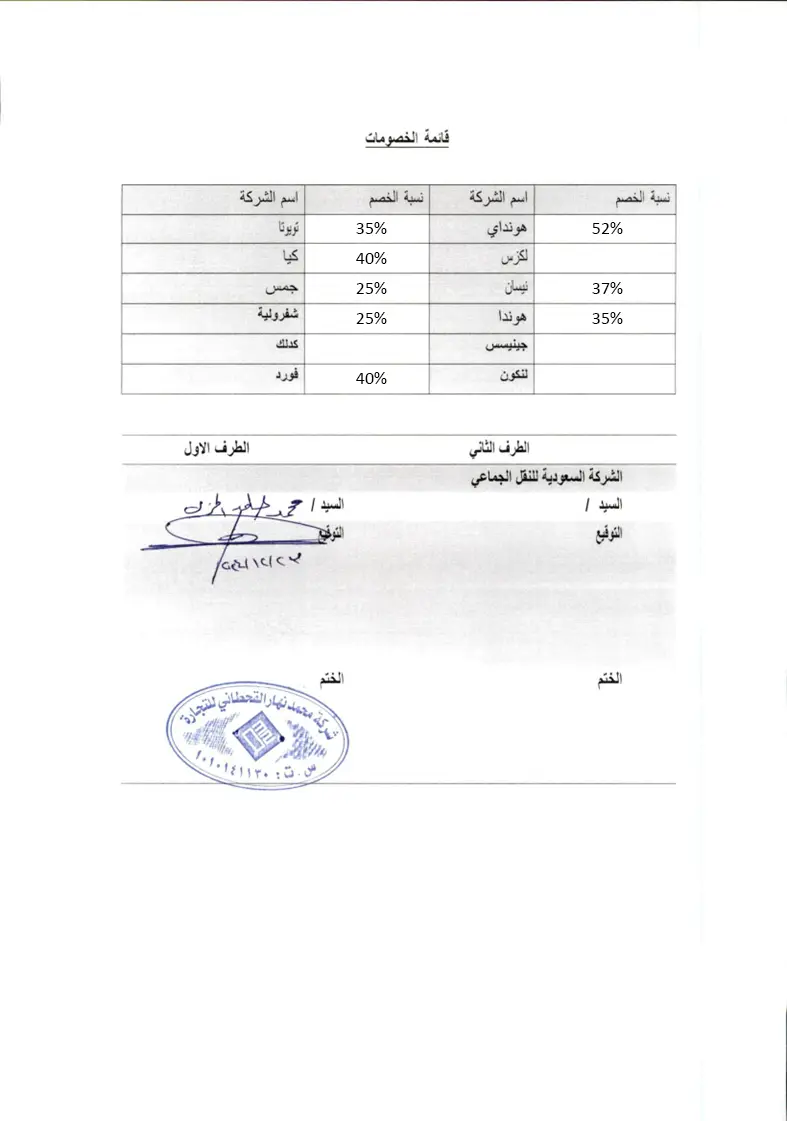 قائمة الخصومات
نسبة الخصم اسم الشركة نسبة الخصم اسم الشركة
52% هونداي 35% تويوتا
لكزس 40% كيا
37% نيسان 25% جمس
35% هوندا 25% شفرولية
جينيسس كدلك
لنكون 40% فورد
الطرف الثاني الطرف الاول
الشركة السعودية للنقل الجماعي
السيد / السيد / محمد
التوقيع التوقيع
الختم الختم
شركة محمد نهار القحطاني للتجارة
س.ت: ١٠١٠١٤١١٣٠